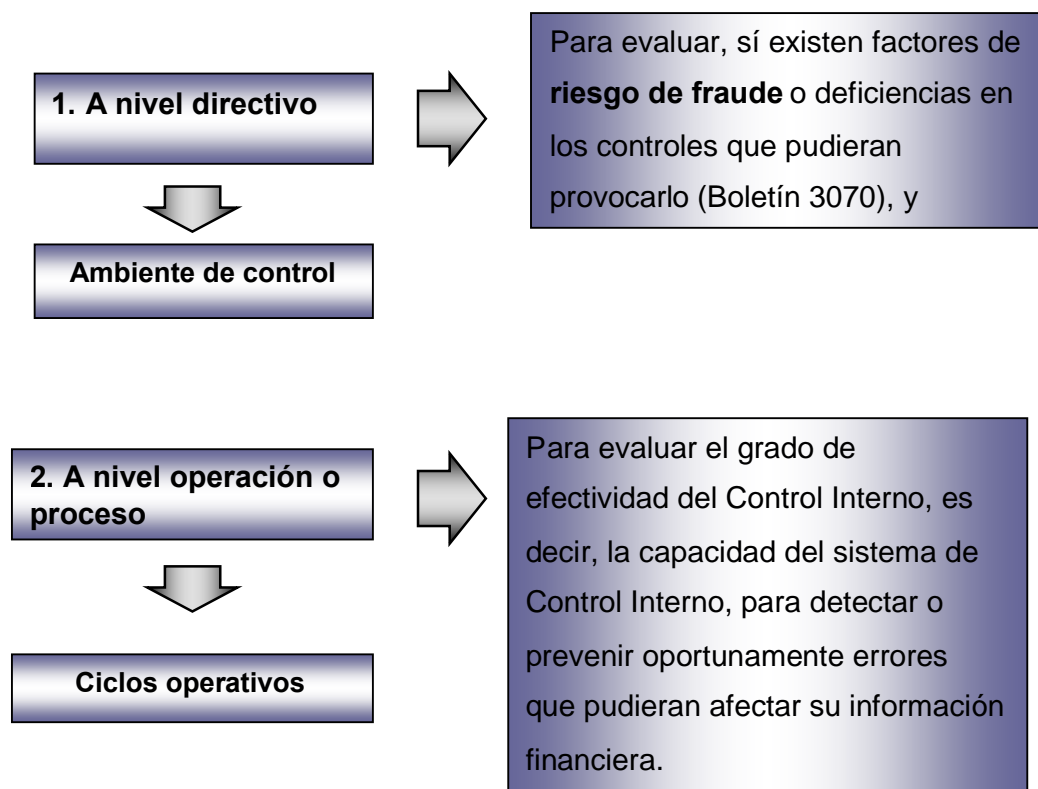 1. A nivel directivo
Para evaluar, sí existen factores de
riesgo de fraude o deficiencias en
los controles que pudieran
provocarlo (Boletín 3070), y
Ambiente de control
2. A nivel operación o
proceso
Para evaluar el grado de
efectividad del Control Interno, es
decir, la capacidad del sistema de
Control Interno, para detectar o
prevenir oportunamente errores
que pudieran afectar su información
financiera.
Ciclos operativos